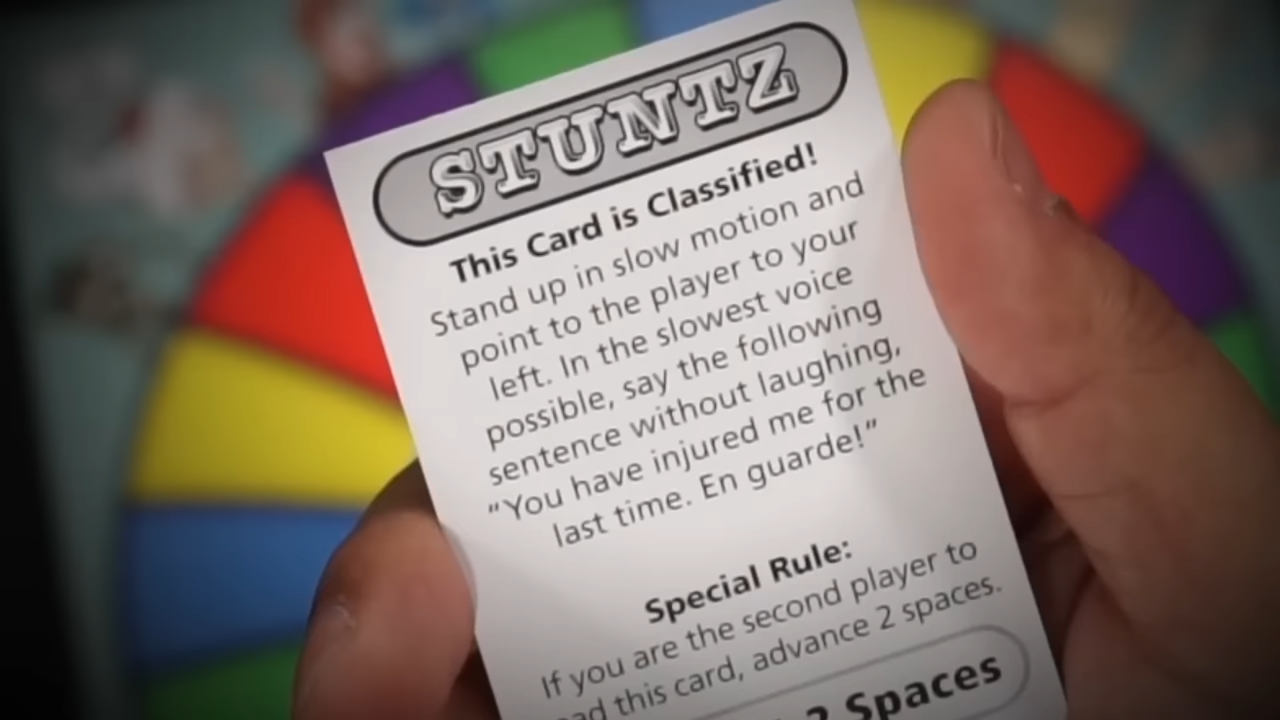 STUNTZ
This Card is Classified!
Stand up in slow motion and
point to the player to your
left. In the slowest voice
possible, say the following
sentence without laughing,
“You have injured me for the
last time. En guarde!”
Special Rule:
If you are the second player to
this card, advance 2 spaces.
2 Spaces